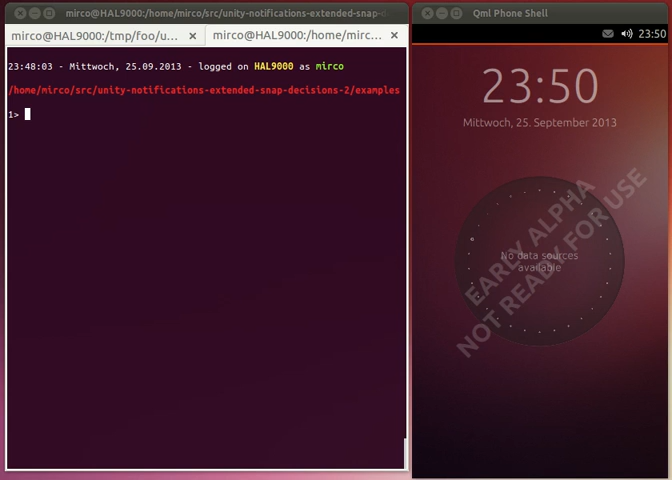 mirco@HAL9000:/home/mirco/src/unity-notifications-extended-snap-d
mirco@HAL9000:/tmp/foo/u...
mirco@HAL9000:/home/mirc...
23:48:03 - Mittwoch, 25.09.2013 - logged on HAL9000 as mirco
/home/mirco/src/unity-notifications-extended-snap-decisions-2/examples
1>
Qml Phone Shell
23:50
23:50
Mittwoch, 25. September 2013
No data sources
available
EARLY ALPHA
NOT READY FOR USE